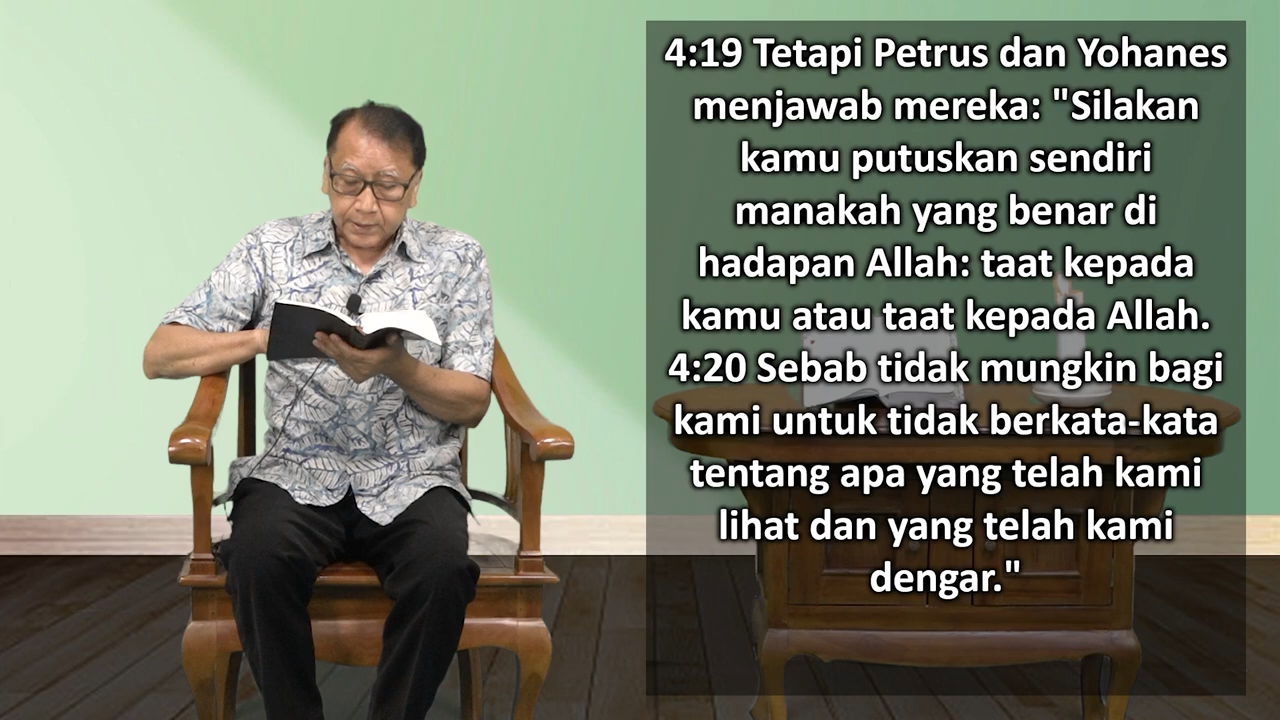 4:19 Tetapi Petrus dan Yohanes
menjawab mereka: "Silakan
kamu putuskan sendiri
manakah yang benar di
hadapan Allah: taat kepada
kamu atau taat kepada Allah.
4:20 Sebab tidak mungkin bagi
kami untuk tidak berkata-kata
tentang apa yang telah kami
lihat dan yang telah kami
dengar."